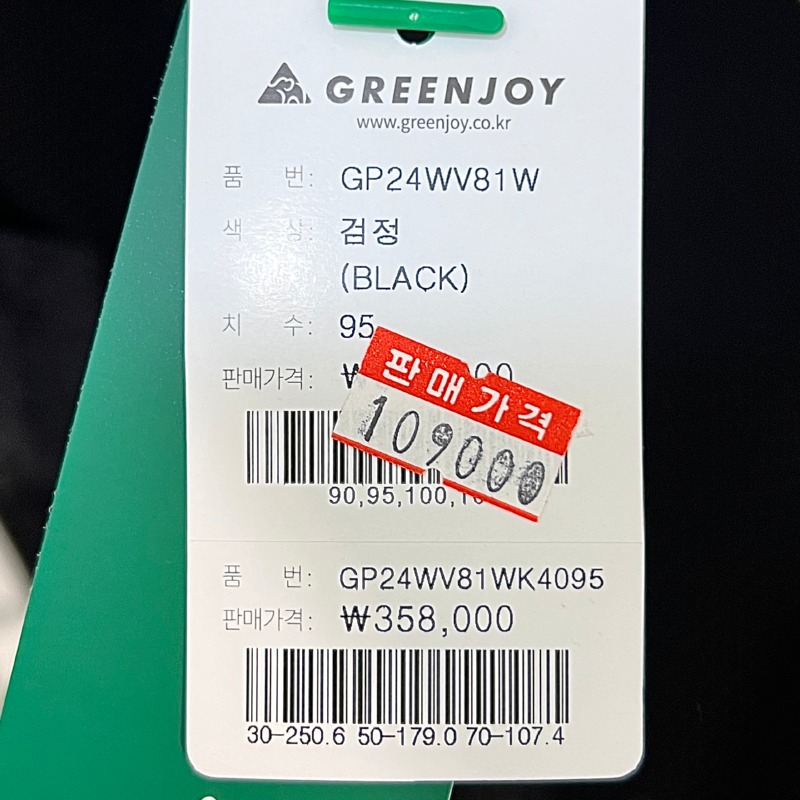 GREENJOY
www.greenjoy.co.kr
품 번: GP24WV81W
색 상: 검정
(BLACK)
치 수: 95
판매가격: ₩
판매가격
109000
90,95,100,
품 번: GP24WV81WK4095
판매가격: ₩358,000
30-250.6 50-179.0 70-107.4